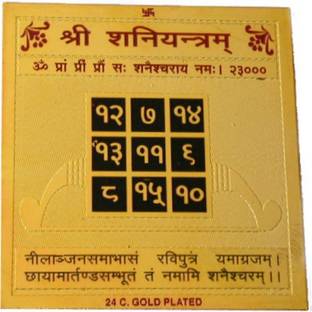 श्री शनियन्त्रम्
ॐ प्रां प्रीं प्रौं सः शनैश्चराय नमः। २३०००
१२ ७ १४
१३ ११ ६
८ १५ १०
नीलाञ्जनसमाभासं रविपुत्रं यमाग्रजम्।
छायामार्तण्डसम्भूतं तं नमामि शनैश्चरम्।।
24 C. GOLD PLATED